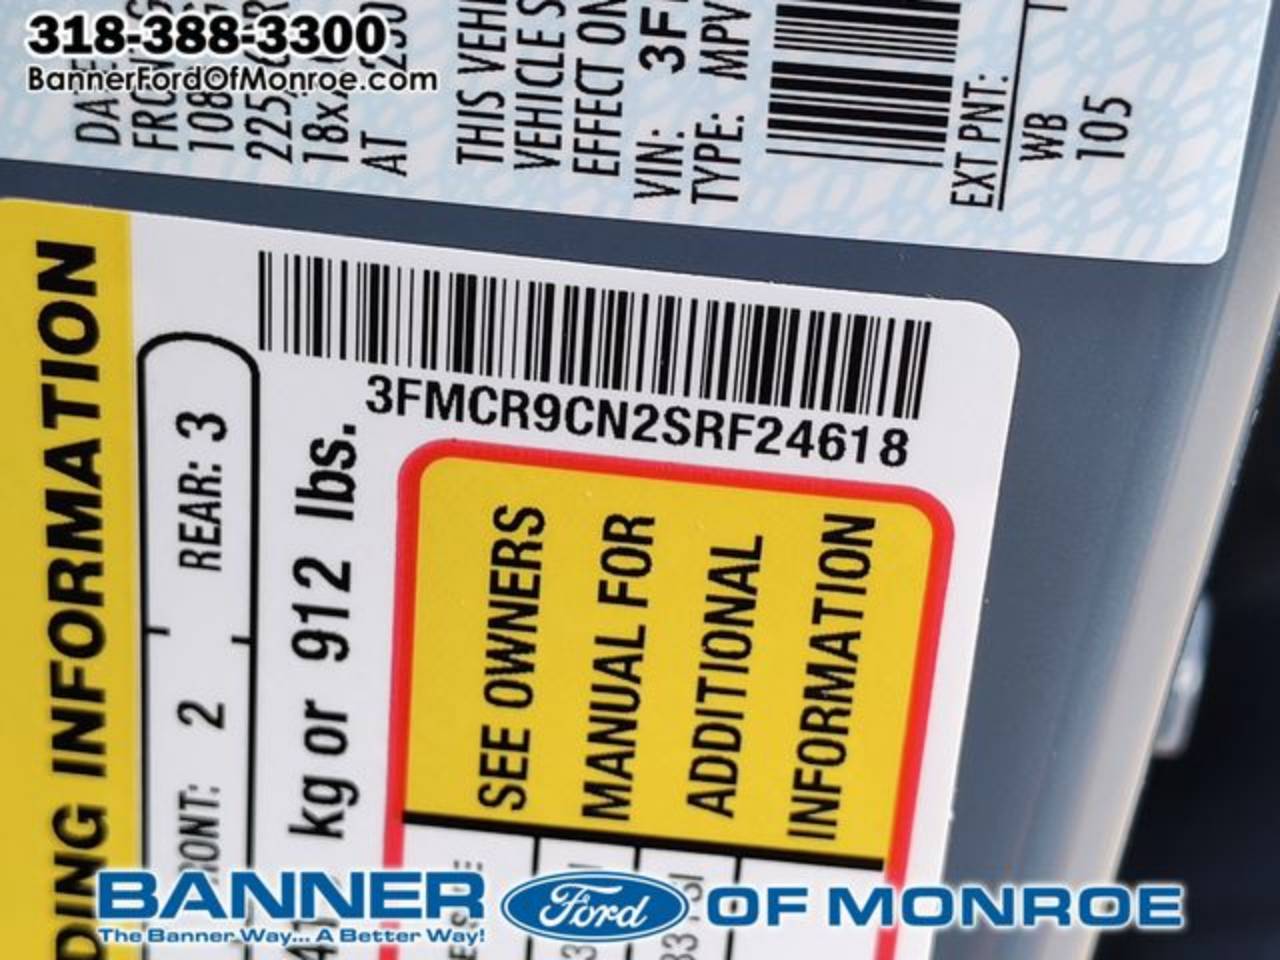 318-388-3300
BannerFordOfMonroe.com
THIS VEHI
VEHICLE S
EFFECT ON
VIN: 3F
TYPE: MPV
EXT PNT:
WB
105
DING INFORMATION
REAR: 3
2
kg or 912 lbs.
3FMCR9CN2SRF24618
SEE OWNERS
MANUAL FOR
ADDITIONAL
INFORMATION
BANNER Ford OF MONROE
The Banner Way... A Better Way!